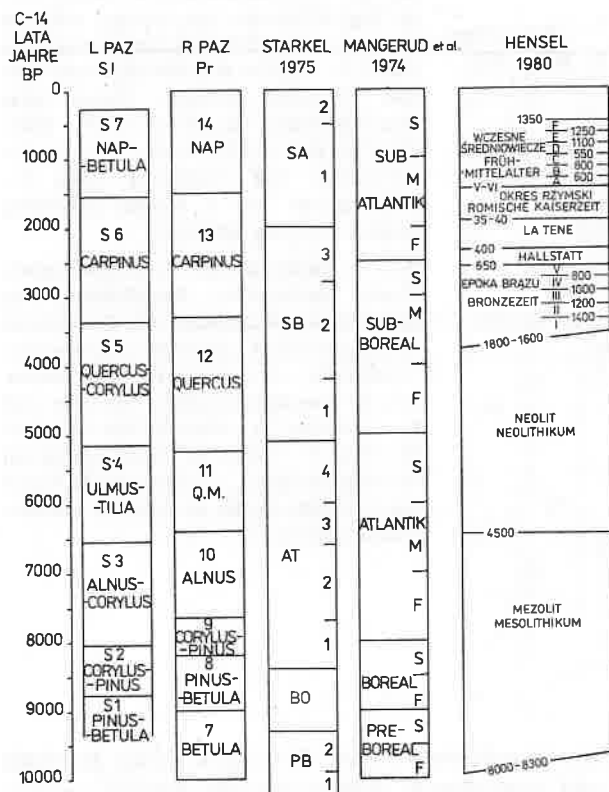 C-14
LATA
JAHRE
BP
0
1000
2000
3000
4000
5000
6000
7000
8000
9000
10000
L PAZ
Sl
S 7
NAP-
-BETULA
S 6
CARPINUS
S 5
QUERCUS-
-CORYLUS
S 4
ULMUS-
-TILIA
S 3
ALNUS-
-CORYLUS
S 2
CORYLUS-
-PINUS
S1
PINUS-
-BETULA
R PAZ
Pr
14
NAP
13
CARPINUS
12
QUERCUS
11
Q.M.
10
ALNUS
9
CORYLUS-
-PINUS
8
PINUS-
-BETULA
7
BETULA
STARKEL
1975
2
SA
1
3
SB
2
1
4
3
AT
2
1
BO
2
PB
1
MANGERUD et al.
1974
S
SUB-
M
ATLANTIK
F
S
M
SUB-
BOREAL
F
S
ATLANTIK
M
F
S
BOREAL
F
PRE-
S
BOREAL
F
HENSEL
1980
1350
F
1250
WCZESNE
E
1100
ŚREDNIOWIECZE
D
550
FRÜH-
C
800
MITTELALTER
B
600
A
V-VI
OKRES RZYMSKI
RÖMISCHE KAISERZEIT
35-40
LA TENE
400
HALLSTATT
650
V
800
EPOKA BRĄZU
IV
1000
III
BRONZEZEIT
1200
II
1400
I
1800-1600
NEOLIT
NEOLITHIKUM
4500
MEZOLIT
MESOLITHIKUM
8000-8300